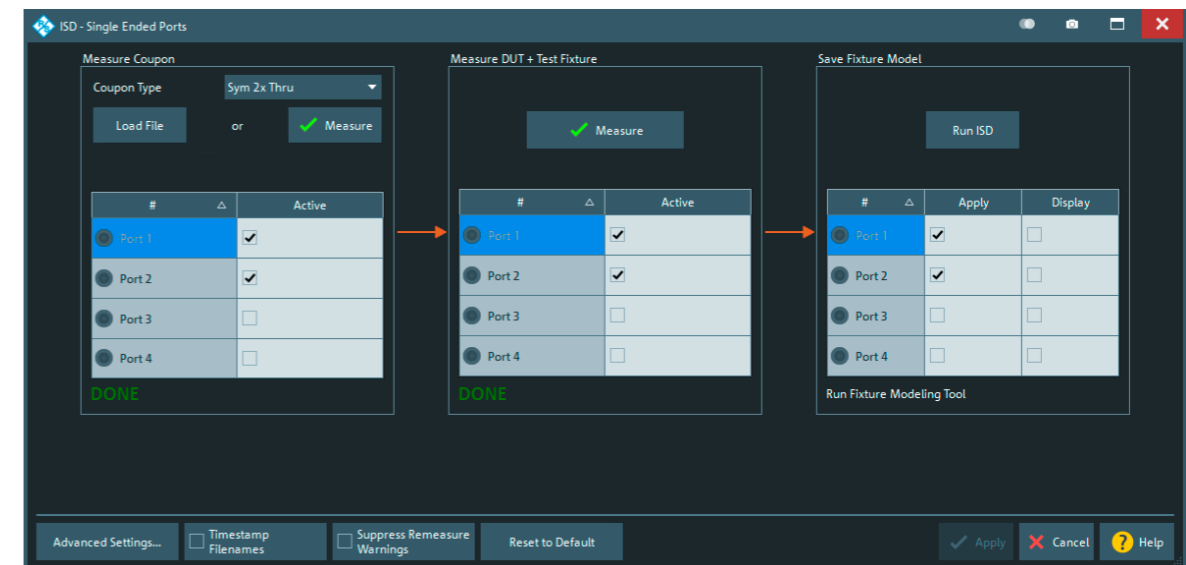 ISD - Single Ended Ports
Measure Coupon
Coupon Type
Sym 2x Thru
Load File
or
Measure
# Active
Port 1
Port 2
Port 3
Port 4
DONE
Measure DUT + Test Fixture
Measure
# Active
Port 1
Port 2
Port 3
Port 4
DONE
Save Fixture Model
Run ISD
# Apply Display
Port 1
Port 2
Port 3
Port 4
Run Fixture Modeling Tool
Advanced Settings...
Timestamp
Filenames
Suppress Remeasure
Warnings
Reset to Default
Apply
Cancel
? Help